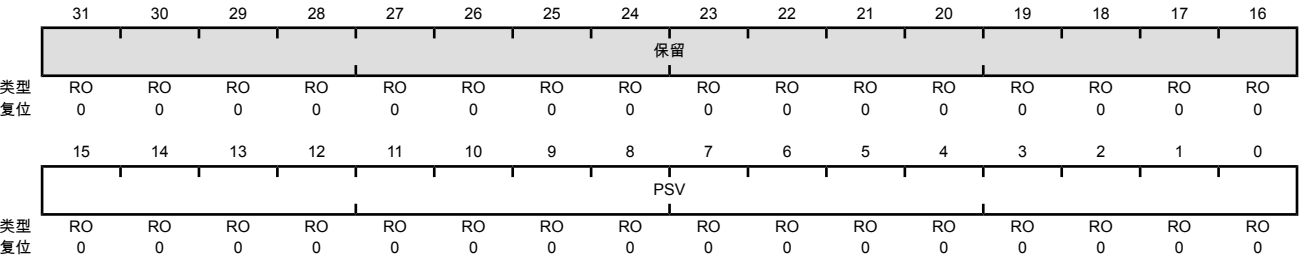 31 30 29 28 27 26 25 24 23 22 21 20 19 18 17 16
保留
类型 RO RO RO RO RO RO RO RO RO RO RO RO RO RO RO RO
复位 0 0 0 0 0 0 0 0 0 0 0 0 0 0 0 0
15 14 13 12 11 10 9 8 7 6 5 4 3 2 1 0
PSV
类型 RO RO RO RO RO RO RO RO RO RO RO RO RO RO RO RO
复位 0 0 0 0 0 0 0 0 0 0 0 0 0 0 0 0